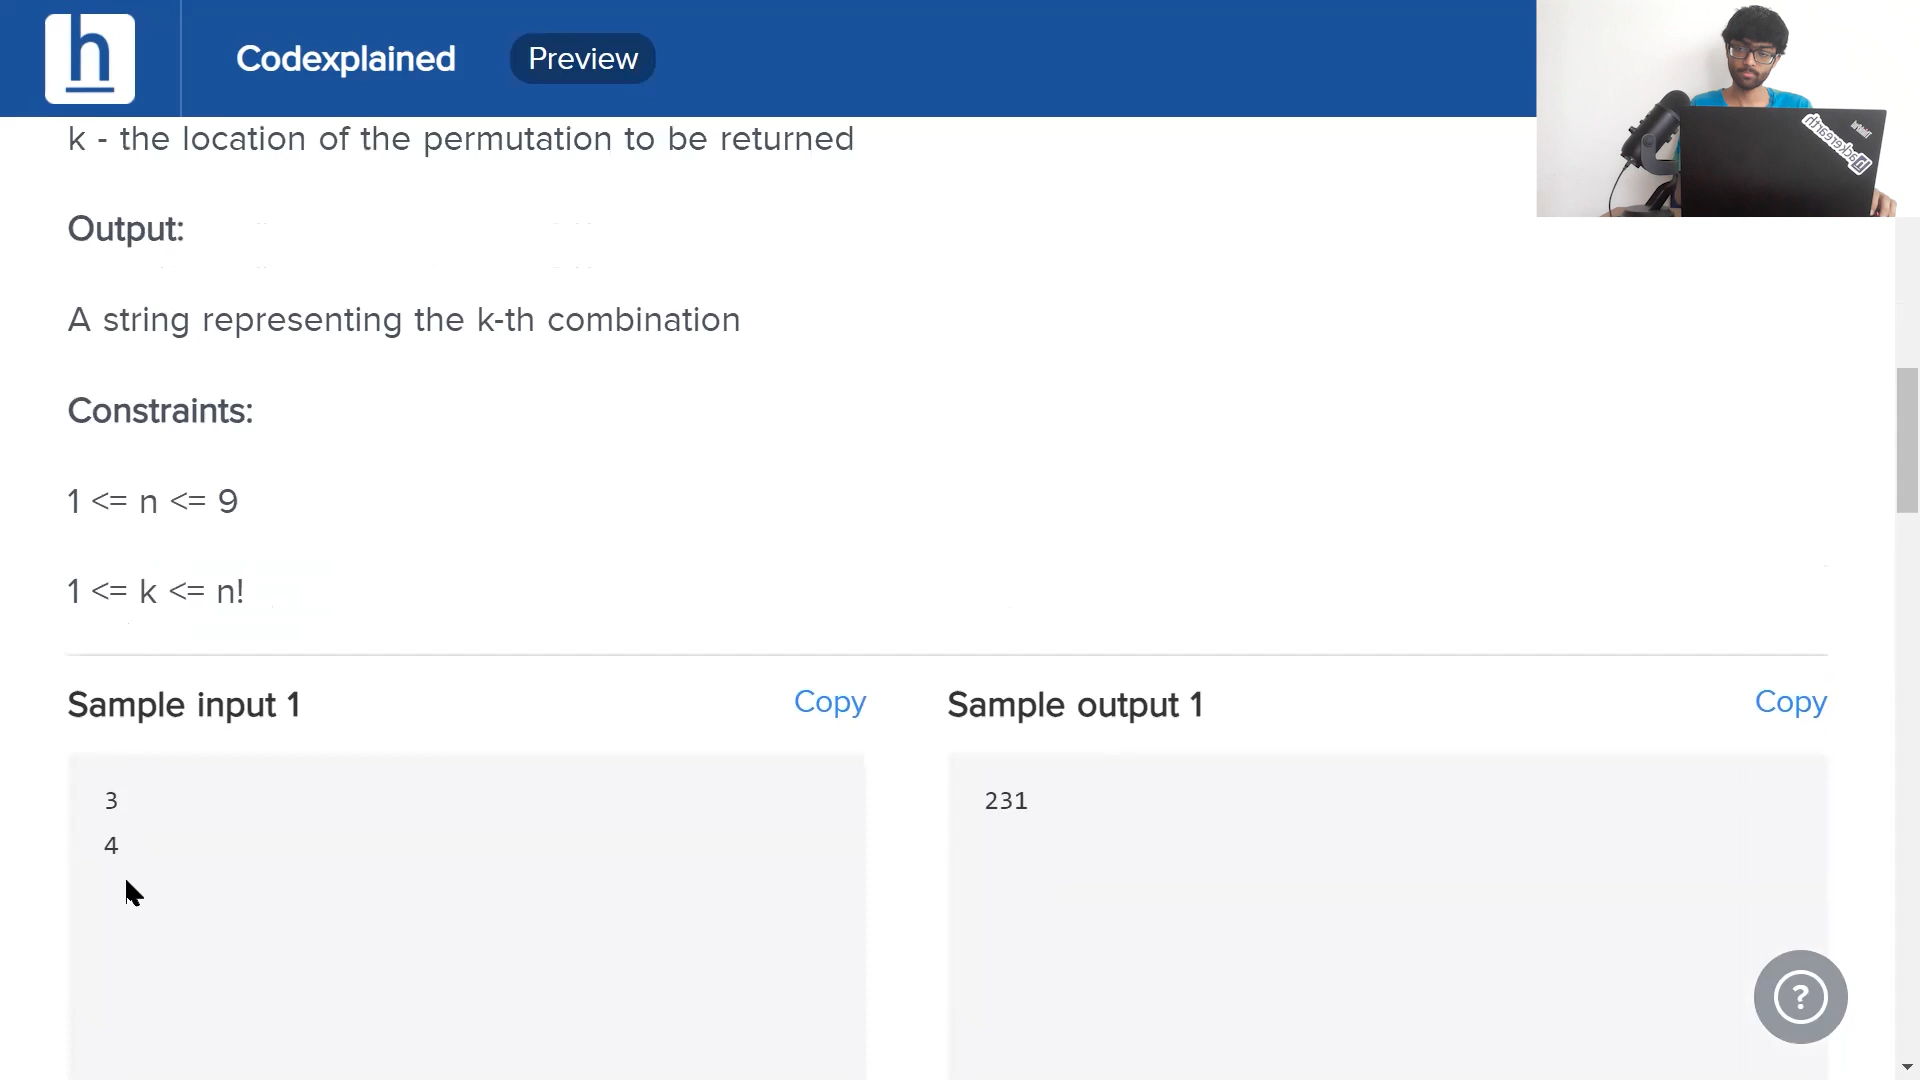 h
Codexplained
Preview
k - the location of the permutation to be returned
Output:
A string representing the k-th combination
Constraints:
1 <= n <= 9
1 <= k <= n!
Sample input 1
Copy
Sample output 1
Copy
3
4
231
?
hackerearth